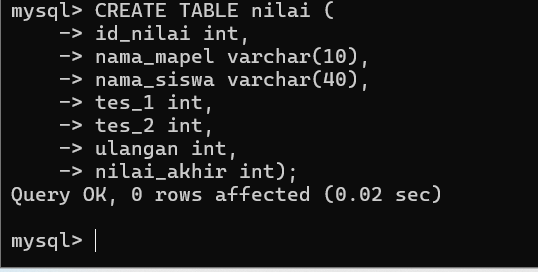 mysql> CREATE TABLE nilai (
    -> id_nilai int,
    -> nama_mapel varchar(10),
    -> nama_siswa varchar(40),
    -> tes_1 int,
    -> tes_2 int,
    -> ulangan int,
    -> nilai_akhir int);
Query OK, 0 rows affected (0.02 sec)
mysql>